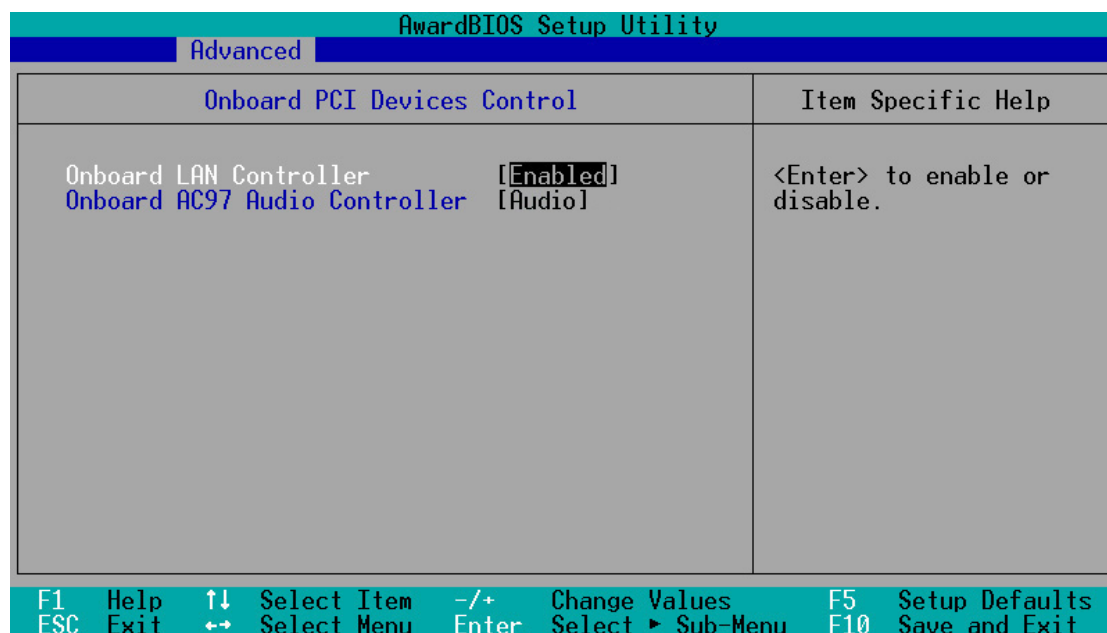 AwardBIOS Setup Utility
Advanced
Onboard PCI Devices Control
Item Specific Help
Onboard LAN Controller [Enabled]
Onboard AC97 Audio Controller [Audio]
<Enter> to enable or
disable.
F1 Help ↑↓ Select Item -/+ Change Values F5 Setup Defaults
ESC Exit ←→ Select Menu Enter Select ► Sub-Menu F10 Save and Exit